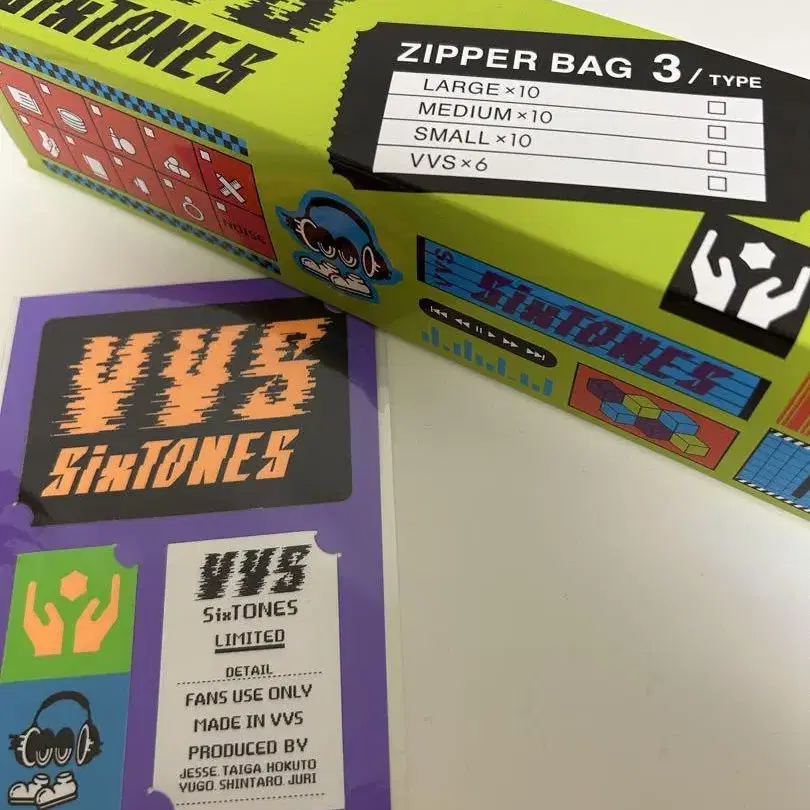 SixTONES
ZIPPER BAG 3/TYPE
LARGE×10
MEDIUM×10
SMALL×10
VVS×6
NOISE
VVS
SixTONES
VVS
SixTONES
VVS
SixTONES
LIMITED
DETAIL
FANS USE ONLY
MADE IN VVS
PRODUCED BY
JESSE.TAIGA.HOKUTO
YUGO.SHINTARO.JURI